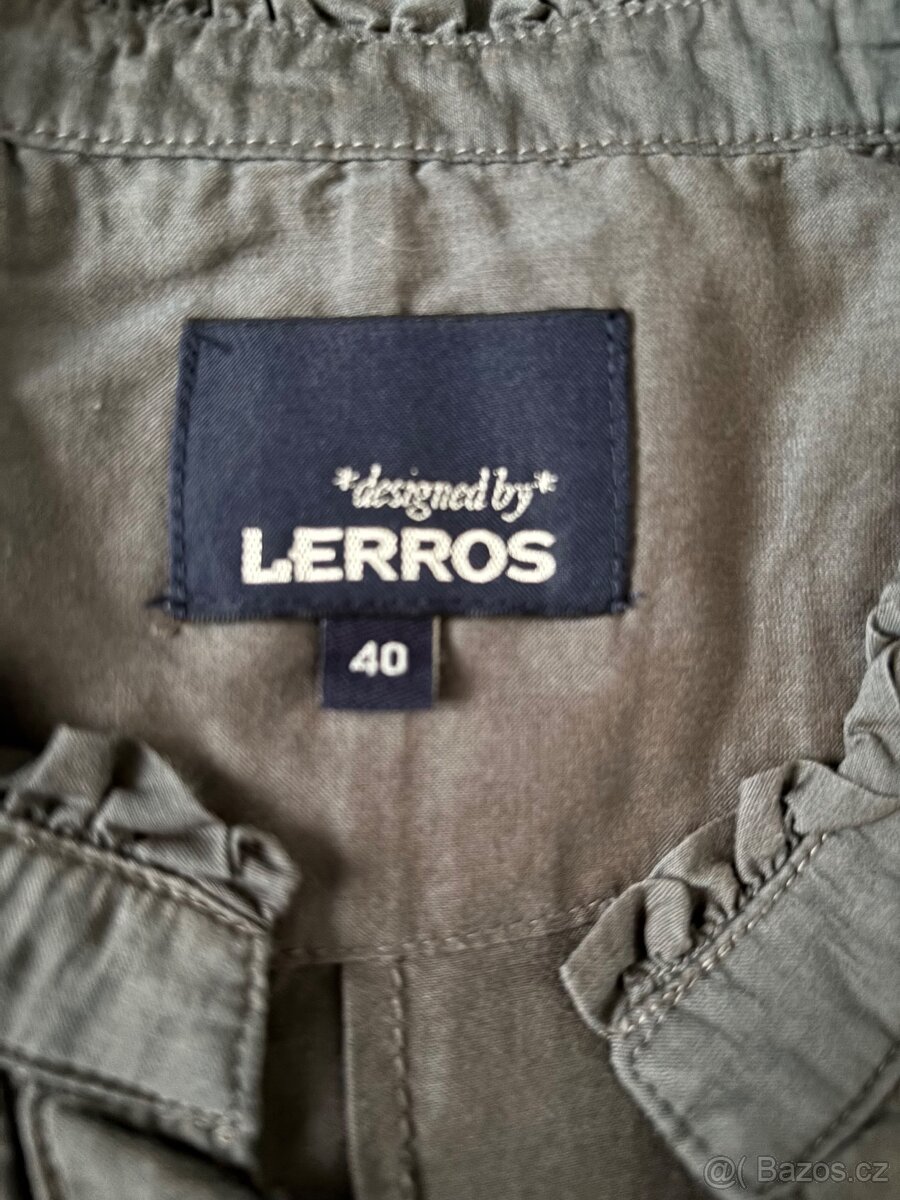 *designed by*
LERROS
40
@( Bazos.cz